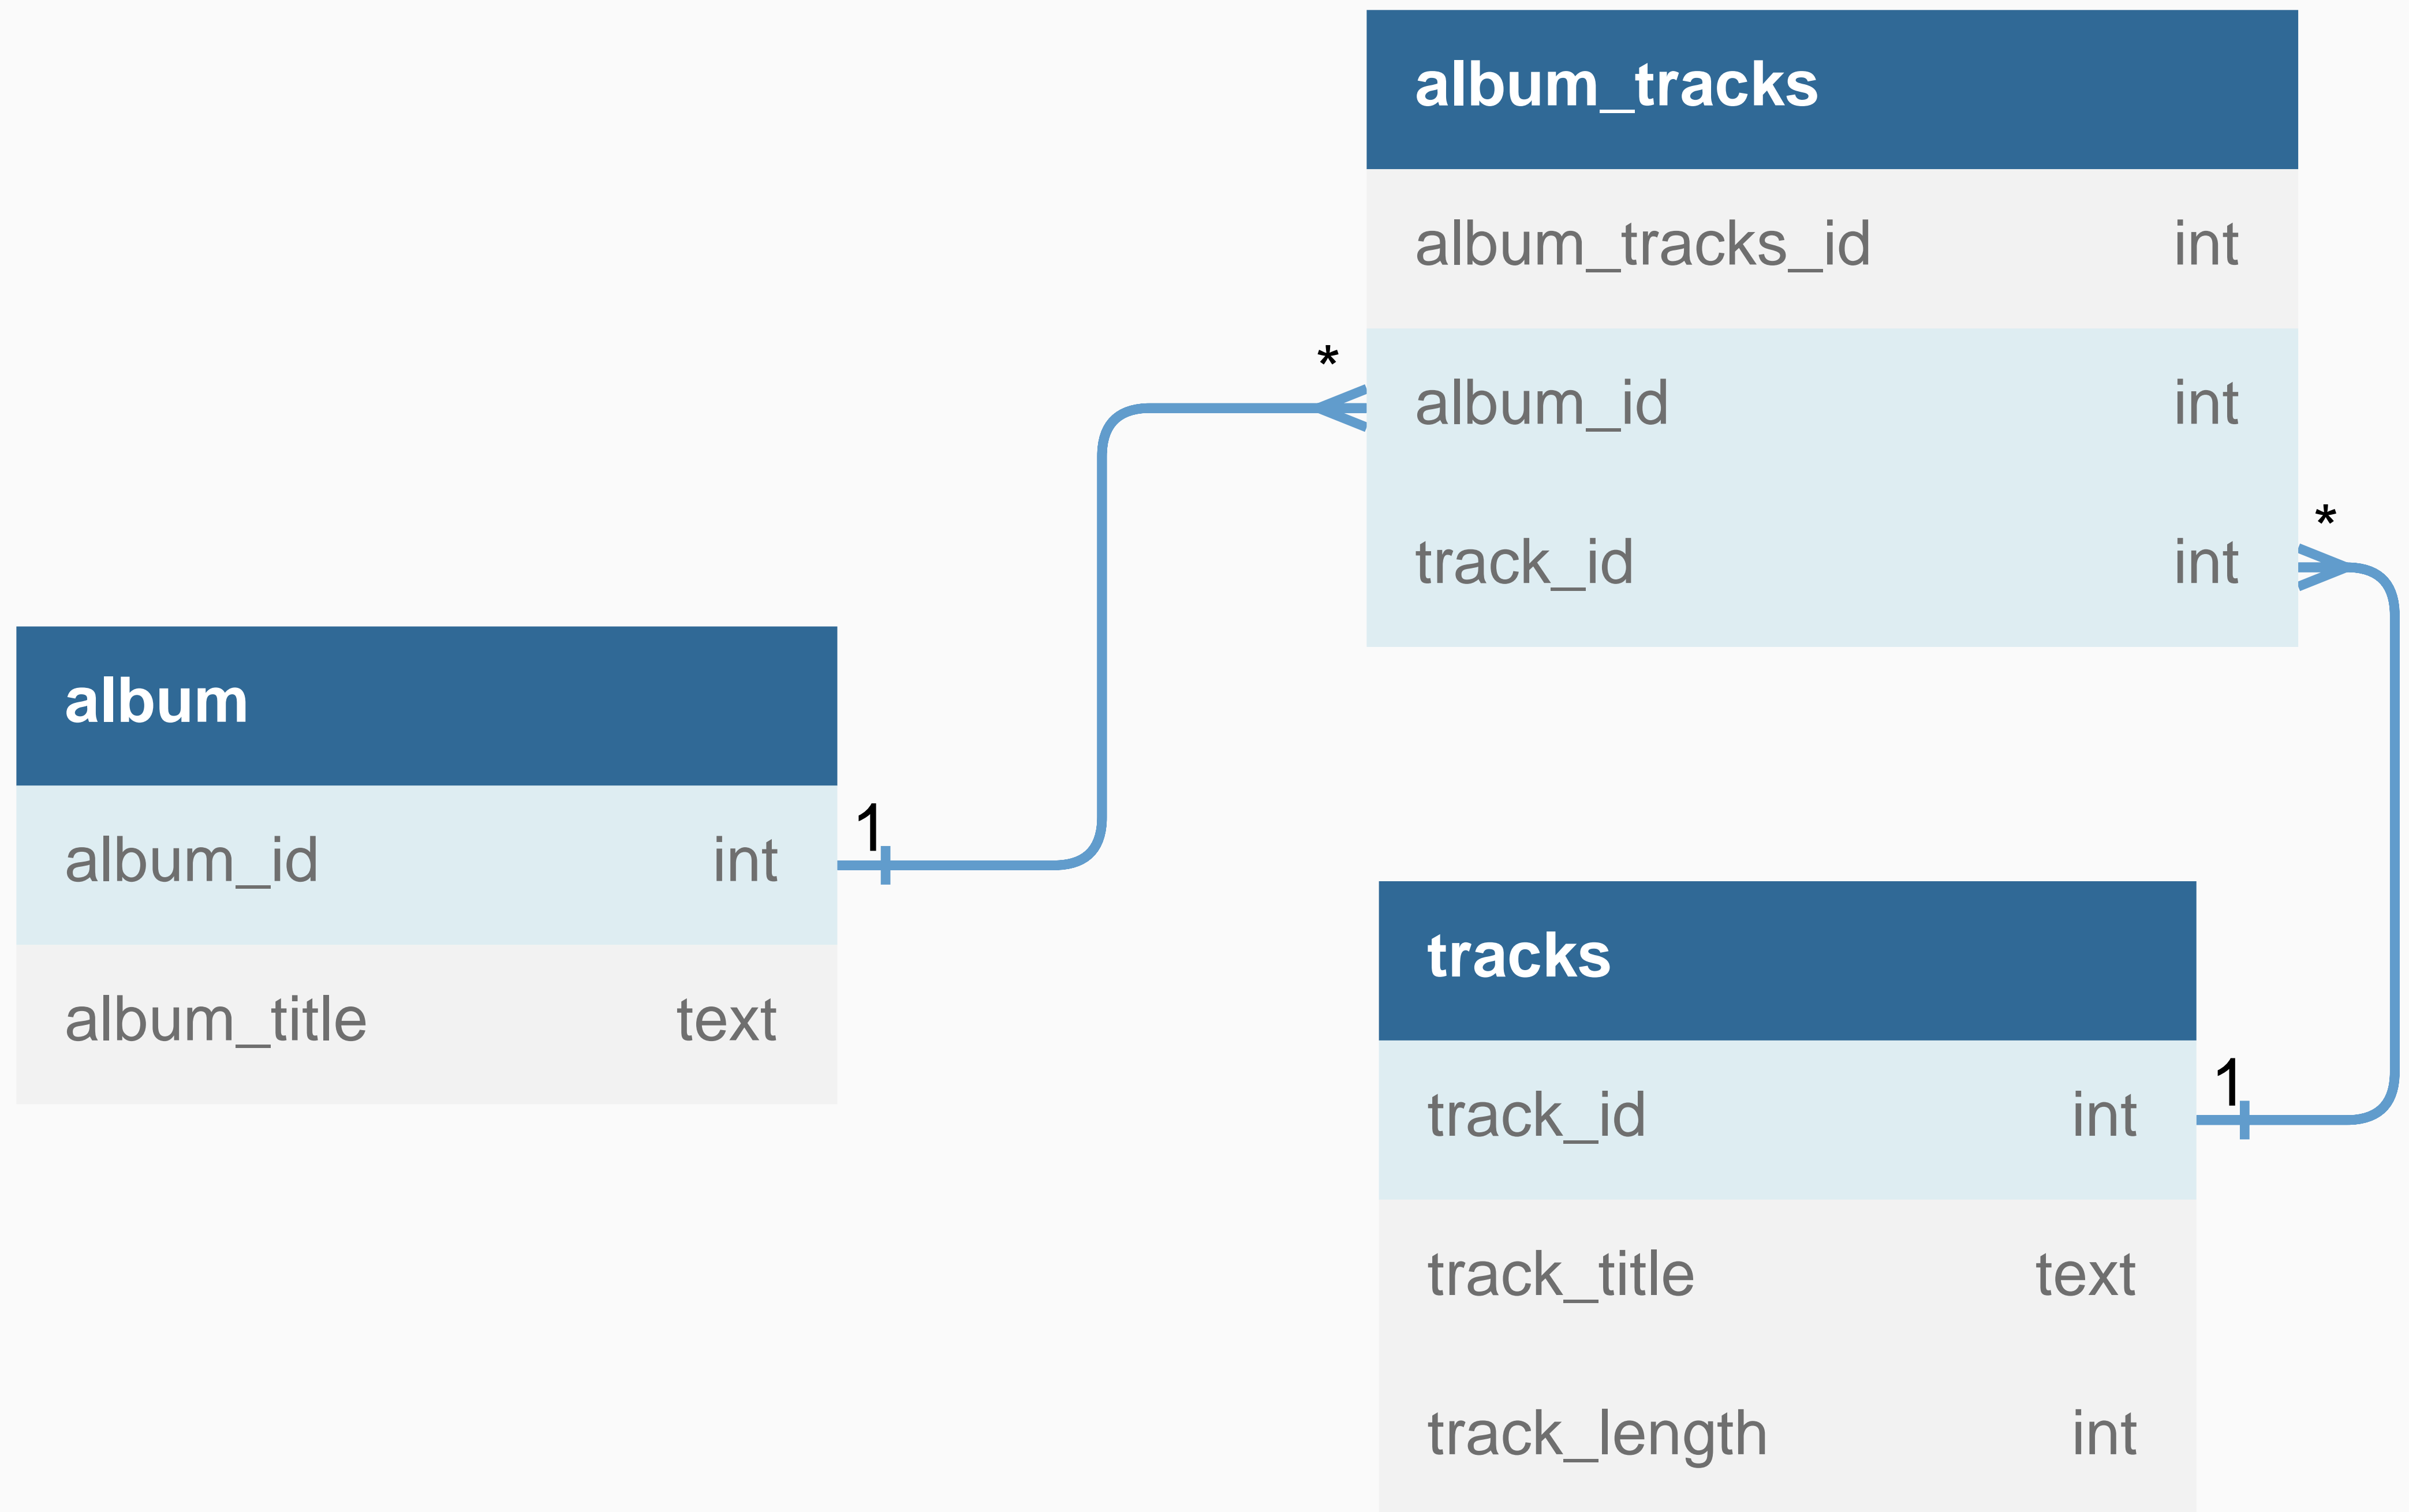 album_tracks
album_tracks_id int
*
album_id int
*
track_id int
album
1
album_id int
album_title text
tracks
1
track_id int
track_title text
track_length int